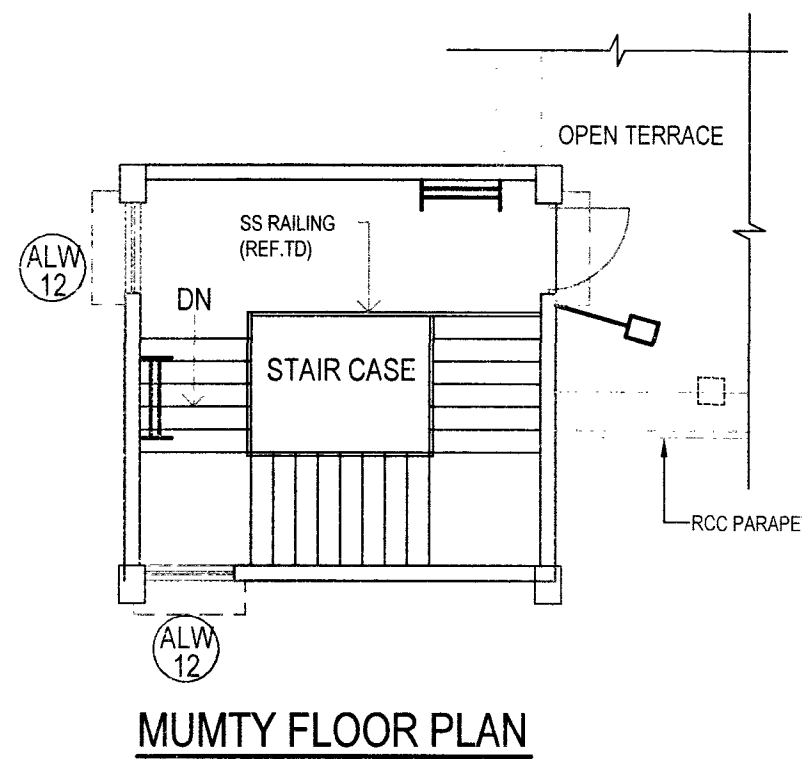 OPEN TERRACE
SS RAILING
(REF.TD)
ALW
12
DN
STAIR CASE
RCC PARAPE
ALW
12
MUMTY FLOOR PLAN